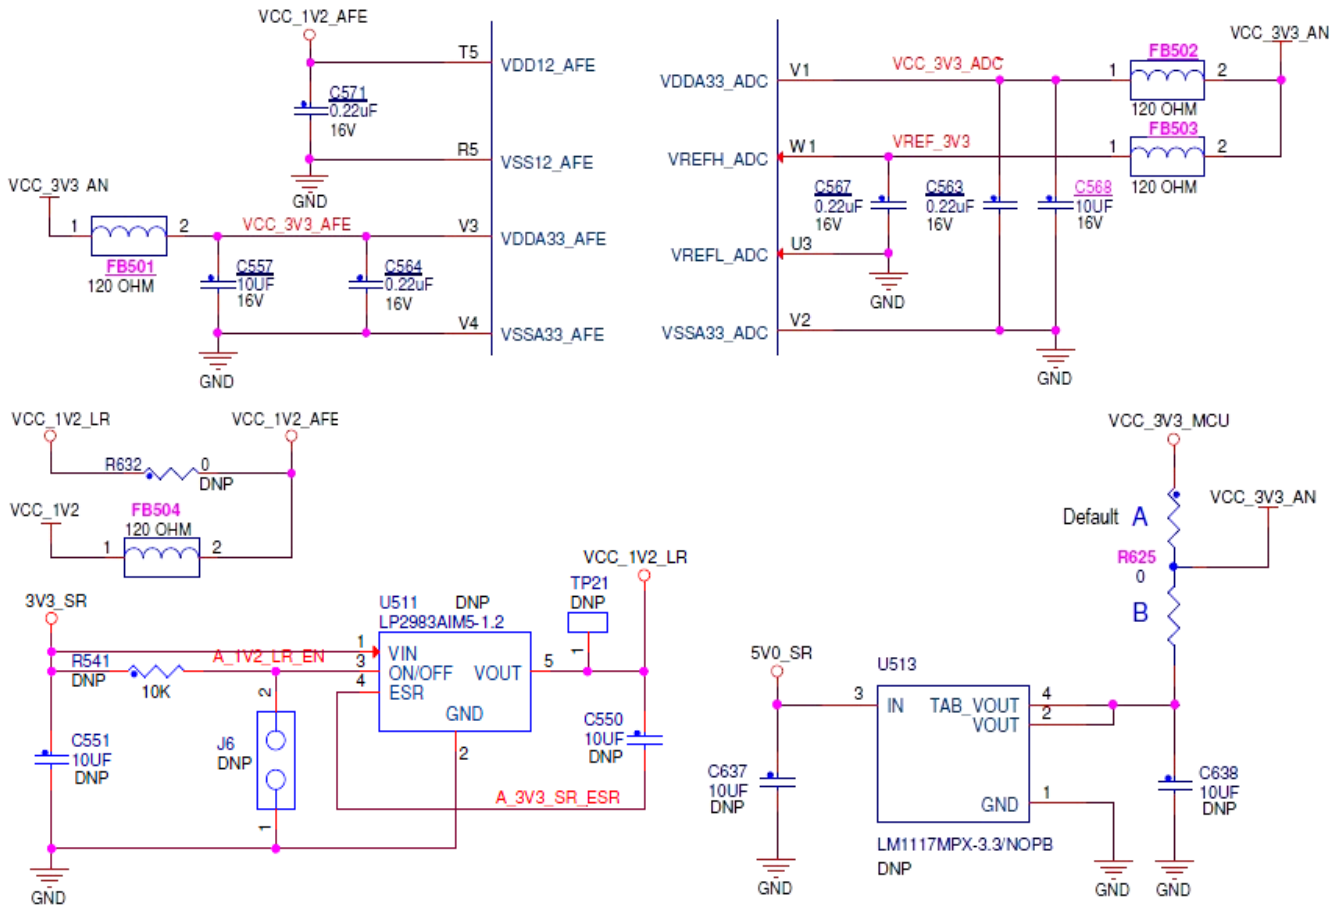 VCC_1V2_AFE
T5
VDD12_AFE
C571
0.22uF
16V
R5
VSS12_AFE
GND
VCC_3V3 AN
1
2
FB501
120 OHM
VCC_3V3_AFE
V3
VDDA33_AFE
C557
10UF
16V
C564
0.22uF
16V
V4
VSSA33_AFE
GND
VCC_3V3_AN
VDDA33_ADC
V1
VCC_3V3_ADC
1
FB502
2
120 OHM
VREFH_ADC
W1
VREF_3V3
1
FB503
2
120 OHM
C567
0.22uF
16V
C563
0.22uF
16V
C568
10UF
16V
VREFL_ADC
U3
GND
VSSA33_ADC
V2
GND
VCC_1V2_LR
VCC_1V2_AFE
R632
0
DNP
VCC_1V2
FB504
120 OHM
1
2
3V3_SR
R541
DNP
10K
A_1V2_LR_EN
C551
10UF
DNP
J6
DNP
2
1
GND
U511
DNP
LP2983AIM5-1.2
1
VIN
3
ON/OFF
4
ESR
VOUT
5
GND
2
TP21
DNP
1
VCC_1V2_LR
C550
10UF
DNP
A_3V3_SR_ESR
VCC_3V3_MCU
Default A
VCC_3V3_AN
R625
0
B
5V0_SR
U513
3
IN
TAB_VOUT
4
VOUT
2
GND
1
LM1117MPX-3.3/NOPB
DNP
C637
10UF
DNP
GND
C638
10UF
DNP
GND
GND